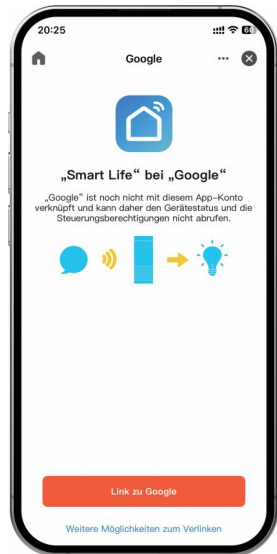 20:25
Google
„Smart Life“ bei „Google“
„Google“ ist noch nicht mit diesem App-Konto
verknüpft und kann daher den Gerätestatus und die
Steuerungsberechtigungen nicht abrufen.
Link zu Google
Weitere Möglichkeiten zum Verlinken